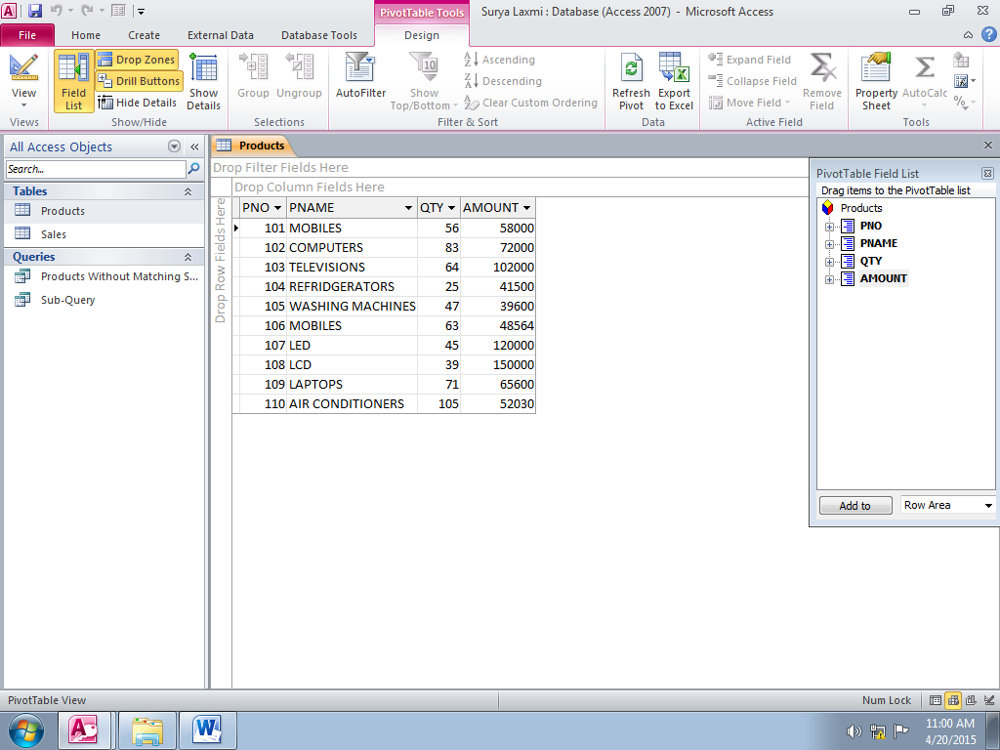 PivotTable Tools
Surya Laxmi : Database (Access 2007) - Microsoft Access
File Home Create External Data Database Tools Design
View
Views
Field List
Drop Zones
Drill Buttons
Hide Details
Show Details
Show/Hide
Group
Ungroup
Selections
AutoFilter
Show Top/Bottom
Ascending
Descending
Clear Custom Ordering
Filter & Sort
Refresh Pivot
Export to Excel
Data
Expand Field
Collapse Field
Move Field
Remove Field
Active Field
Property Sheet
AutoCalc
Tools
All Access Objects
Search...
Tables
Products
Sales
Queries
Products Without Matching S...
Sub-Query
Products
Drop Filter Fields Here
Drop Column Fields Here
Drop Row Fields Here
PNO PNAME QTY AMOUNT
101 MOBILES 56 58000
102 COMPUTERS 83 72000
103 TELEVISIONS 64 102000
104 REFRIDGERATORS 25 41500
105 WASHING MACHINES 47 39600
106 MOBILES 63 48564
107 LED 45 120000
108 LCD 39 150000
109 LAPTOPS 71 65600
110 AIR CONDITIONERS 105 52030
PivotTable Field List
Drag items to the PivotTable list
Products
PNO
PNAME
QTY
AMOUNT
Add to Row Area
PivotTable View
Num Lock
11:00 AM
4/20/2015